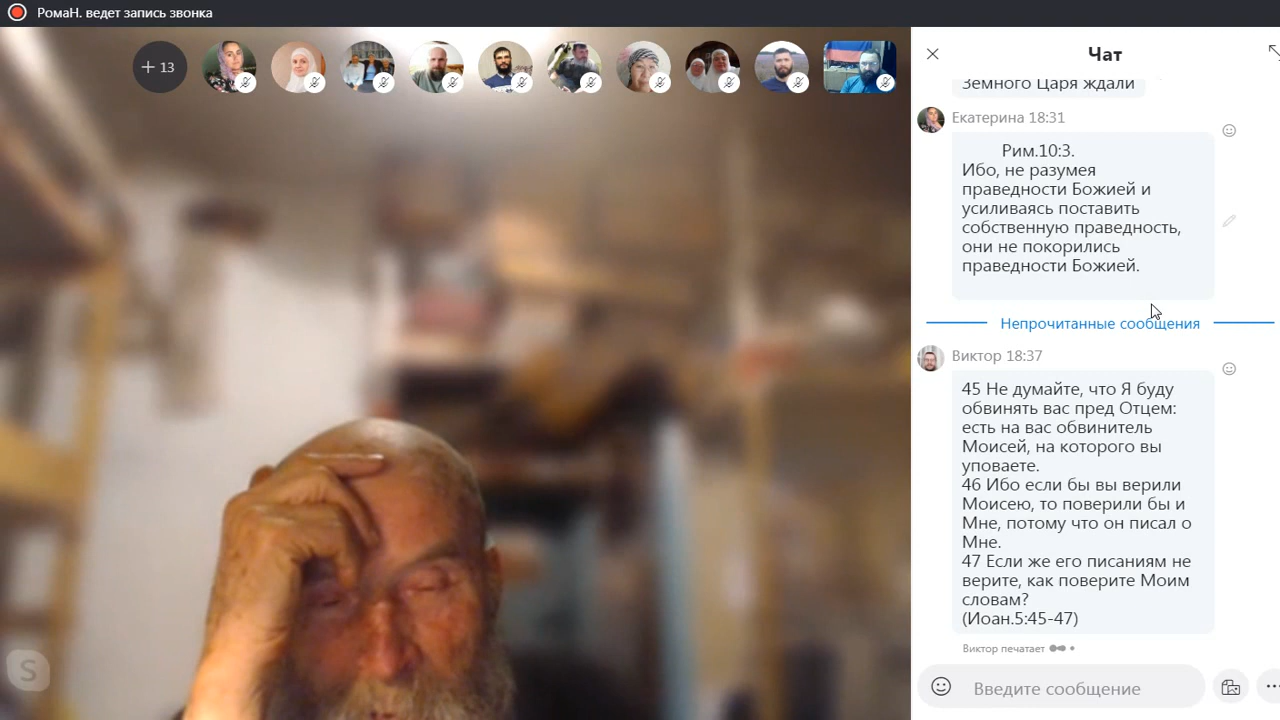 РомаН. ведет запись звонка
+ 13
Чат
Земного Царя ждали
Екатерина 18:31
Рим.10:3.
Ибо, не разумея
праведности Божией и
усиливаясь поставить
собственную праведность,
они не покорились
праведности Божией.
Непрочитанные сообщения
Виктор 18:37
45 Не думайте, что Я буду
обвинять вас пред Отцем:
есть на вас обвинитель
Моисей, на которого вы
уповаете.
46 Ибо если бы вы верили
Моисею, то поверили бы и
Мне, потому что он писал о
Мне.
47 Если же его писаниям не
верите, как поверите Моим
словам?
(Иоан.5:45-47)
Виктор печатает
Введите сообщение
S